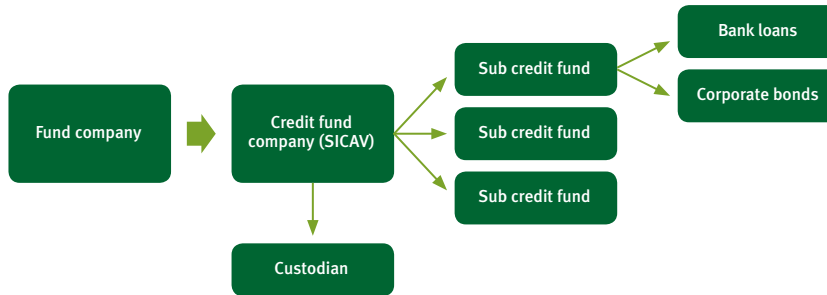 Fund company
Credit fund
company (SICAV)
Custodian
Sub credit fund
Sub credit fund
Sub credit fund
Bank loans
Corporate bonds